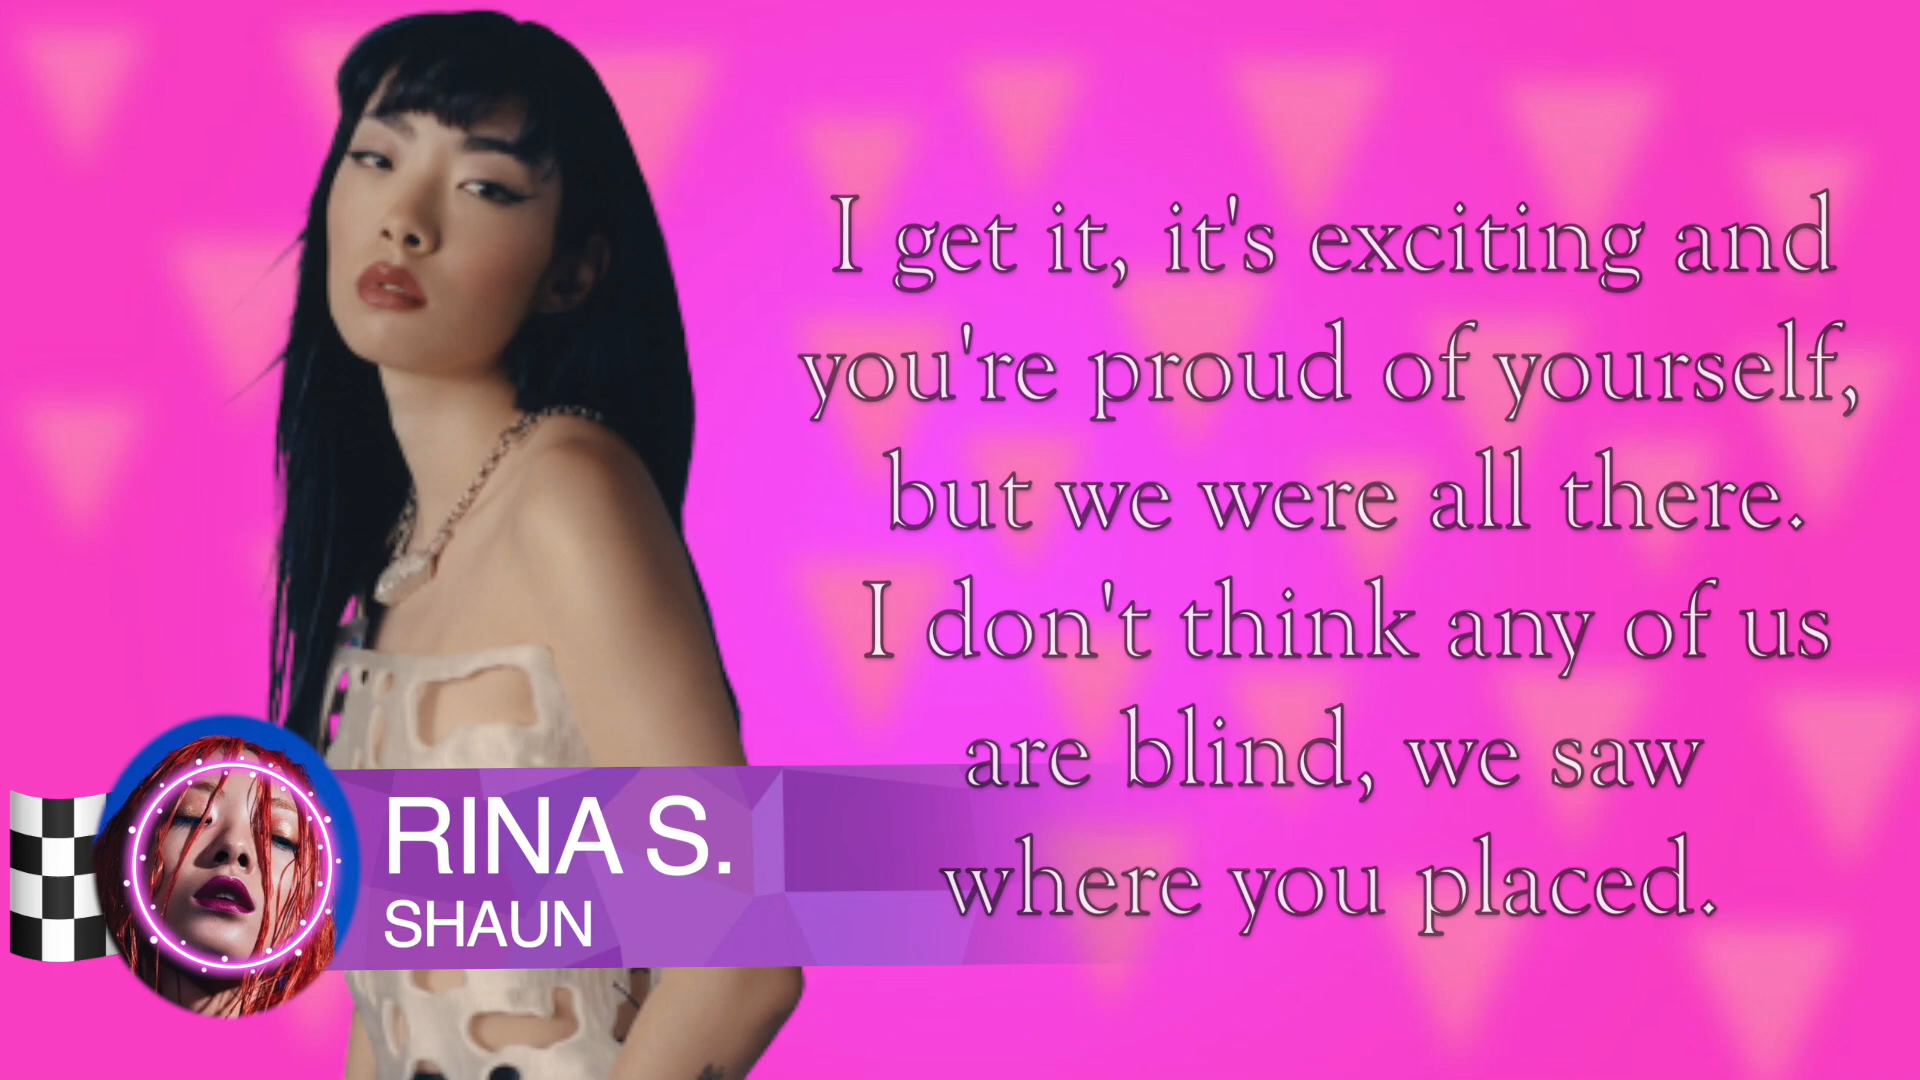 I get it, it's exciting and
you're proud of yourself,
but we were all there.
I don't think any of us
are blind, we saw
where you placed.
RINA S.
SHAUN